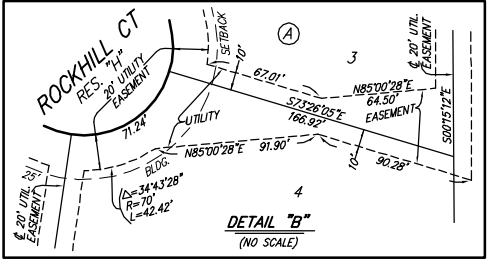 ROCKHILL CT
RES. "H"
20' UTILITY
EASEMENT
71.24'
SETBACK
10'
A
3
67.01'
N85°00'28"E
64.50'
EASEMENT
S73°26'05"E
166.92'
℄ 20' UTIL.
EASEMENT
S00°15'12"E
UTILITY
BLDG.
N85°00'28"E 91.90'
10'
90.28'
25'
℄ 20' UTIL.
EASEMENT
Δ=34°43'28"
R=70'
L=42.42'
4
DETAIL "B"
(NO SCALE)